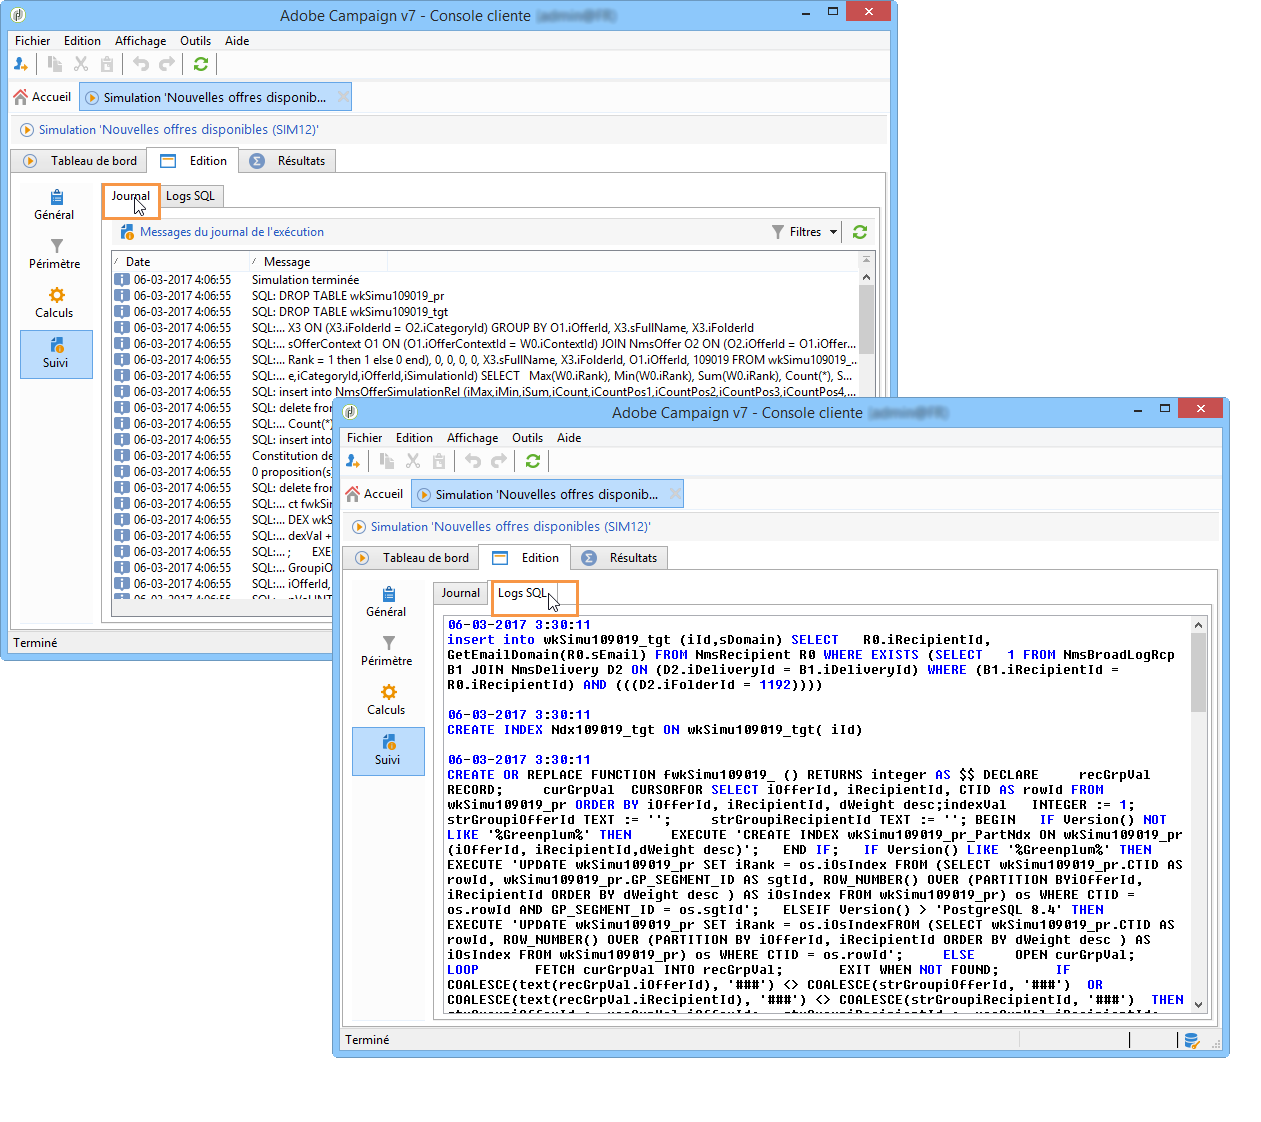 Adobe Campaign v7 - Console cliente
Fichier Edition Affichage Outils Aide
Accueil Simulation 'Nouvelles offres disponib...
Simulation 'Nouvelles offres disponibles (SIM12)'
Tableau de bord Edition Résultats
Général
Périmètre
Calculs
Suivi
Journal Logs SQL
Messages du journal de l'exécution Filtres
Date Message
06-03-2017 4:06:55 Simulation terminée
06-03-2017 4:06:55 SQL: DROP TABLE wkSimu109019_pr
06-03-2017 4:06:55 SQL: DROP TABLE wkSimu109019_tgt
06-03-2017 4:06:55 SQL:... X3 ON (X3.iFolderId = O2.iCategoryId) GROUP BY O1.iOfferId, X3.sFullName, X3.iFolderId
06-03-2017 4:06:55 SQL:... sOfferContext O1 ON (O1.iOfferContextId = W0.iContextId) JOIN NmsOffer O2 ON (O2.iOfferId = O1.iOffer...
06-03-2017 4:06:55 SQL:... Rank = 1 then 1 else 0 end), 0, 0, 0, 0, X3.sFullName, X3.iFolderId, O1.iOfferId, 109019 FROM wkSimu109019_...
06-03-2017 4:06:55 SQL:... e,iCategoryId,iOfferId,iSimulationId) SELECT Max(W0.iRank), Min(W0.iRank), Sum(W0.iRank), Count(*), S...
06-03-2017 4:06:55 SQL: insert into NmsOfferSimulationRel (iMax,iMin,iSum,iCount,iCountPos1,iCountPos2,iCountPos3,iCountPos4,...
06-03-2017 4:06:55 SQL: delete fro
06-03-2017 4:06:55 SQL:... Count(*)
06-03-2017 4:06:55 SQL: insert into
06-03-2017 4:06:55 Constitution de
06-03-2017 4:06:55 0 proposition(s)
06-03-2017 4:06:55 SQL: delete fro
06-03-2017 4:06:55 SQL:... ct fwkSi
06-03-2017 4:06:55 SQL:... DEX wkS
06-03-2017 4:06:55 SQL:... dexVal +
06-03-2017 4:06:55 SQL:... ; EXE
06-03-2017 4:06:55 SQL:... GroupiO
06-03-2017 4:06:55 SQL:... iOfferId,
Terminé
Adobe Campaign v7 - Console cliente
Fichier Edition Affichage Outils Aide
Accueil Simulation 'Nouvelles offres disponib...
Simulation 'Nouvelles offres disponibles (SIM12)'
Tableau de bord Edition Résultats
Général
Périmètre
Calculs
Suivi
Journal Logs SQL
06-03-2017 3:30:11
insert into wkSimu109019_tgt (iId,sDomain) SELECT R0.iRecipientId,
GetEmailDomain(R0.sEmail) FROM NmsRecipient R0 WHERE EXISTS (SELECT 1 FROM NmsBroadLogRcp
B1 JOIN NmsDelivery D2 ON (D2.iDeliveryId = B1.iDeliveryId) WHERE (B1.iRecipientId =
R0.iRecipientId) AND (((D2.iFolderId = 1192))))
06-03-2017 3:30:11
CREATE INDEX Ndx109019_tgt ON wkSimu109019_tgt( iId)
06-03-2017 3:30:11
CREATE OR REPLACE FUNCTION fwkSimu109019_ () RETURNS integer AS $$ DECLARE recGrpVal
RECORD; curGrpVal CURSORFOR SELECT iOfferId, iRecipientId, CTID AS rowId FROM
wkSimu109019_pr ORDER BY iOfferId, iRecipientId, dWeight desc;indexVal INTEGER := 1;
strGroupiOfferId TEXT := ''; strGroupiRecipientId TEXT := ''; BEGIN IF Version() NOT
LIKE '%Greenplum%' THEN EXECUTE 'CREATE INDEX wkSimu109019_pr_PartNdx ON wkSimu109019_pr
(iOfferId, iRecipientId,dWeight desc)'; END IF; IF Version() LIKE '%Greenplum%' THEN
EXECUTE 'UPDATE wkSimu109019_pr SET iRank = os.iOsIndex FROM (SELECT wkSimu109019_pr.CTID AS
rowId, wkSimu109019_pr.GP_SEGMENT_ID AS sgtId, ROW_NUMBER() OVER (PARTITION BYiOfferId,
iRecipientId ORDER BY dWeight desc ) AS iOsIndex FROM wkSimu109019_pr) os WHERE CTID =
os.rowId AND GP_SEGMENT_ID = os.sgtId'; ELSEIF Version() > 'PostgreSQL 8.4' THEN
EXECUTE 'UPDATE wkSimu109019_pr SET iRank = os.iOsIndexFROM (SELECT wkSimu109019_pr.CTID AS
rowId, ROW_NUMBER() OVER (PARTITION BY iOfferId, iRecipientId ORDER BY dWeight desc ) AS
iOsIndex FROM wkSimu109019_pr) os WHERE CTID = os.rowId'; ELSE OPEN curGrpVal;
LOOP FETCH curGrpVal INTO recGrpVal; EXIT WHEN NOT FOUND; IF
COALESCE(text(recGrpVal.iOfferId), '###') <> COALESCE(strGroupiOfferId, '###') OR
COALESCE(text(recGrpVal.iRecipientId), '###') <> COALESCE(strGroupiRecipientId, '###') THEN
Terminé